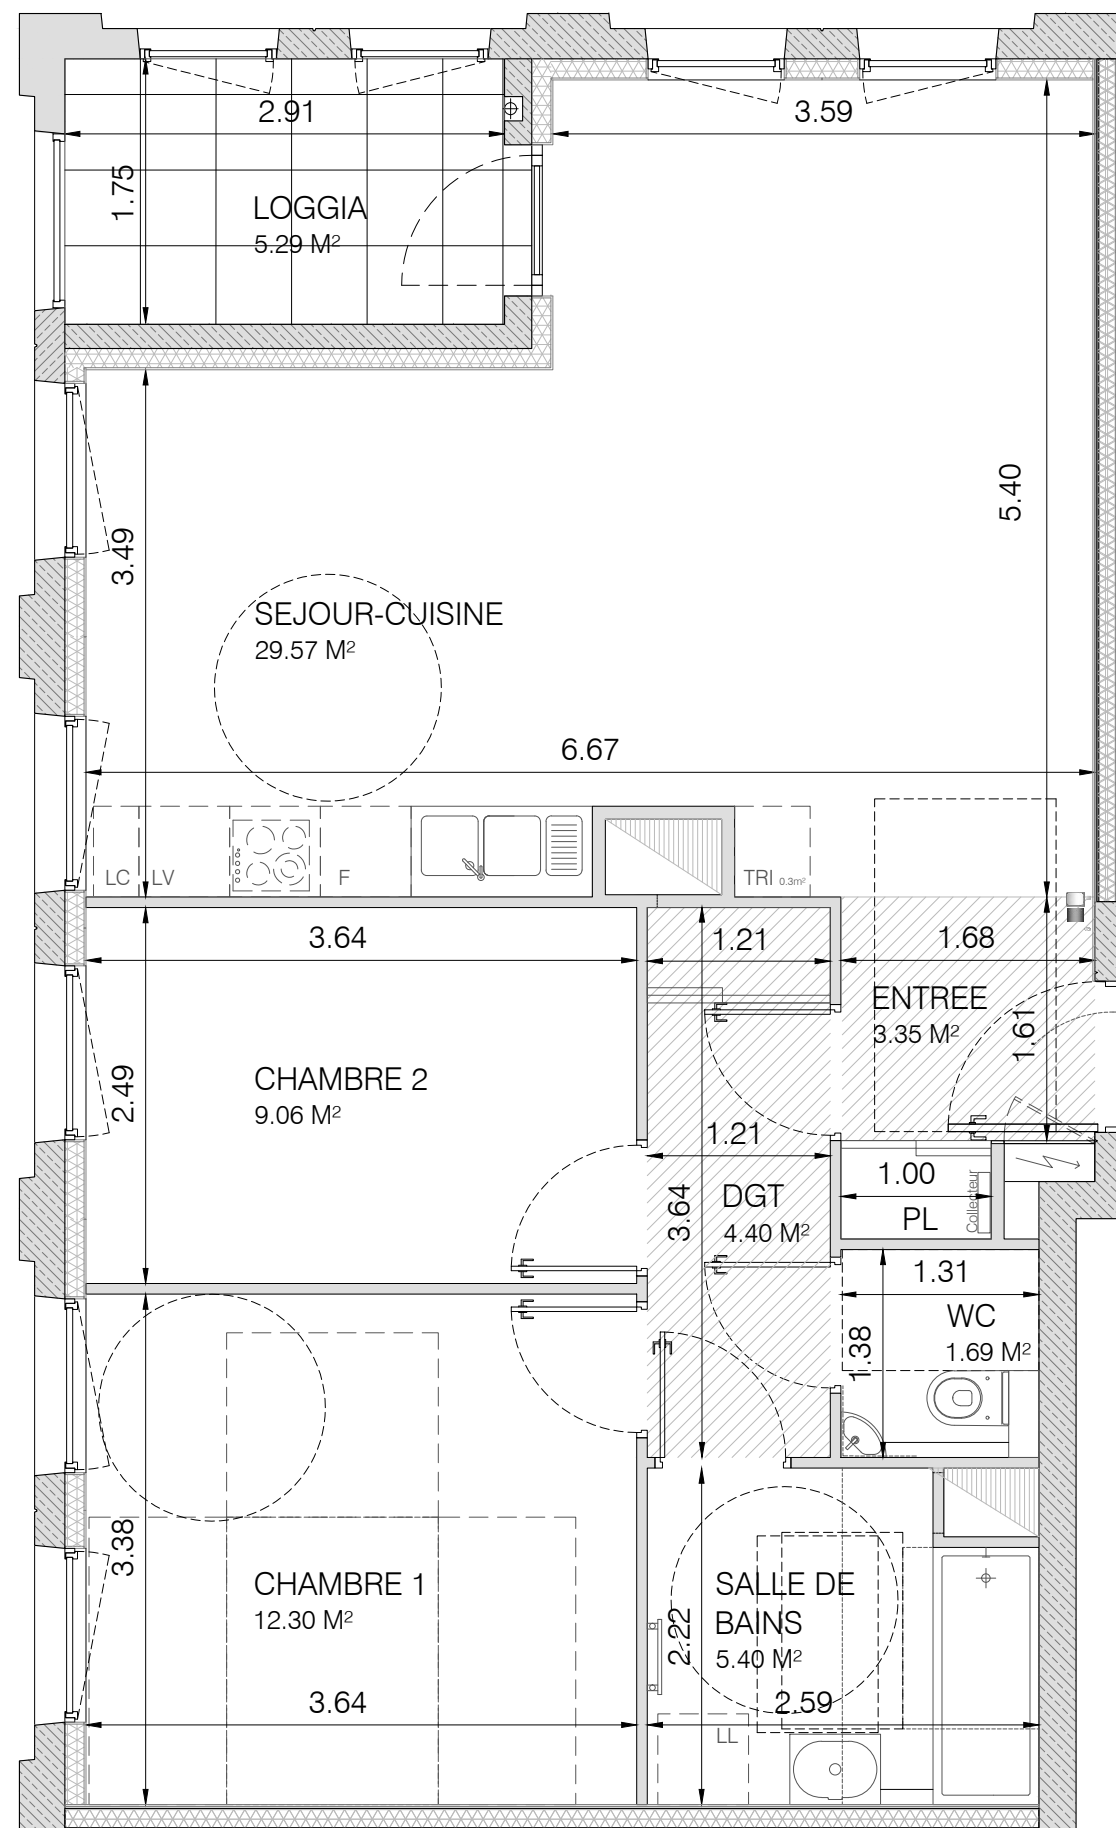 2.91
3.59
1.75
LOGGIA
5.29 M²
5.40
3.49
SEJOUR-CUISINE
29.57 M²
6.67
LC
LV
F
TRI 0.3m²
3.64
1.21
1.68
ENTREE
3.35 M²
1.61
2.49
CHAMBRE 2
9.06 M²
1.21
3.64
DGT
4.40 M²
1.00
PL
Collecteur
1.31
WC
1.69 M²
1.38
3.38
CHAMBRE 1
12.30 M²
3.64
SALLE DE
BAINS
5.40 M²
2.22
2.59
LL